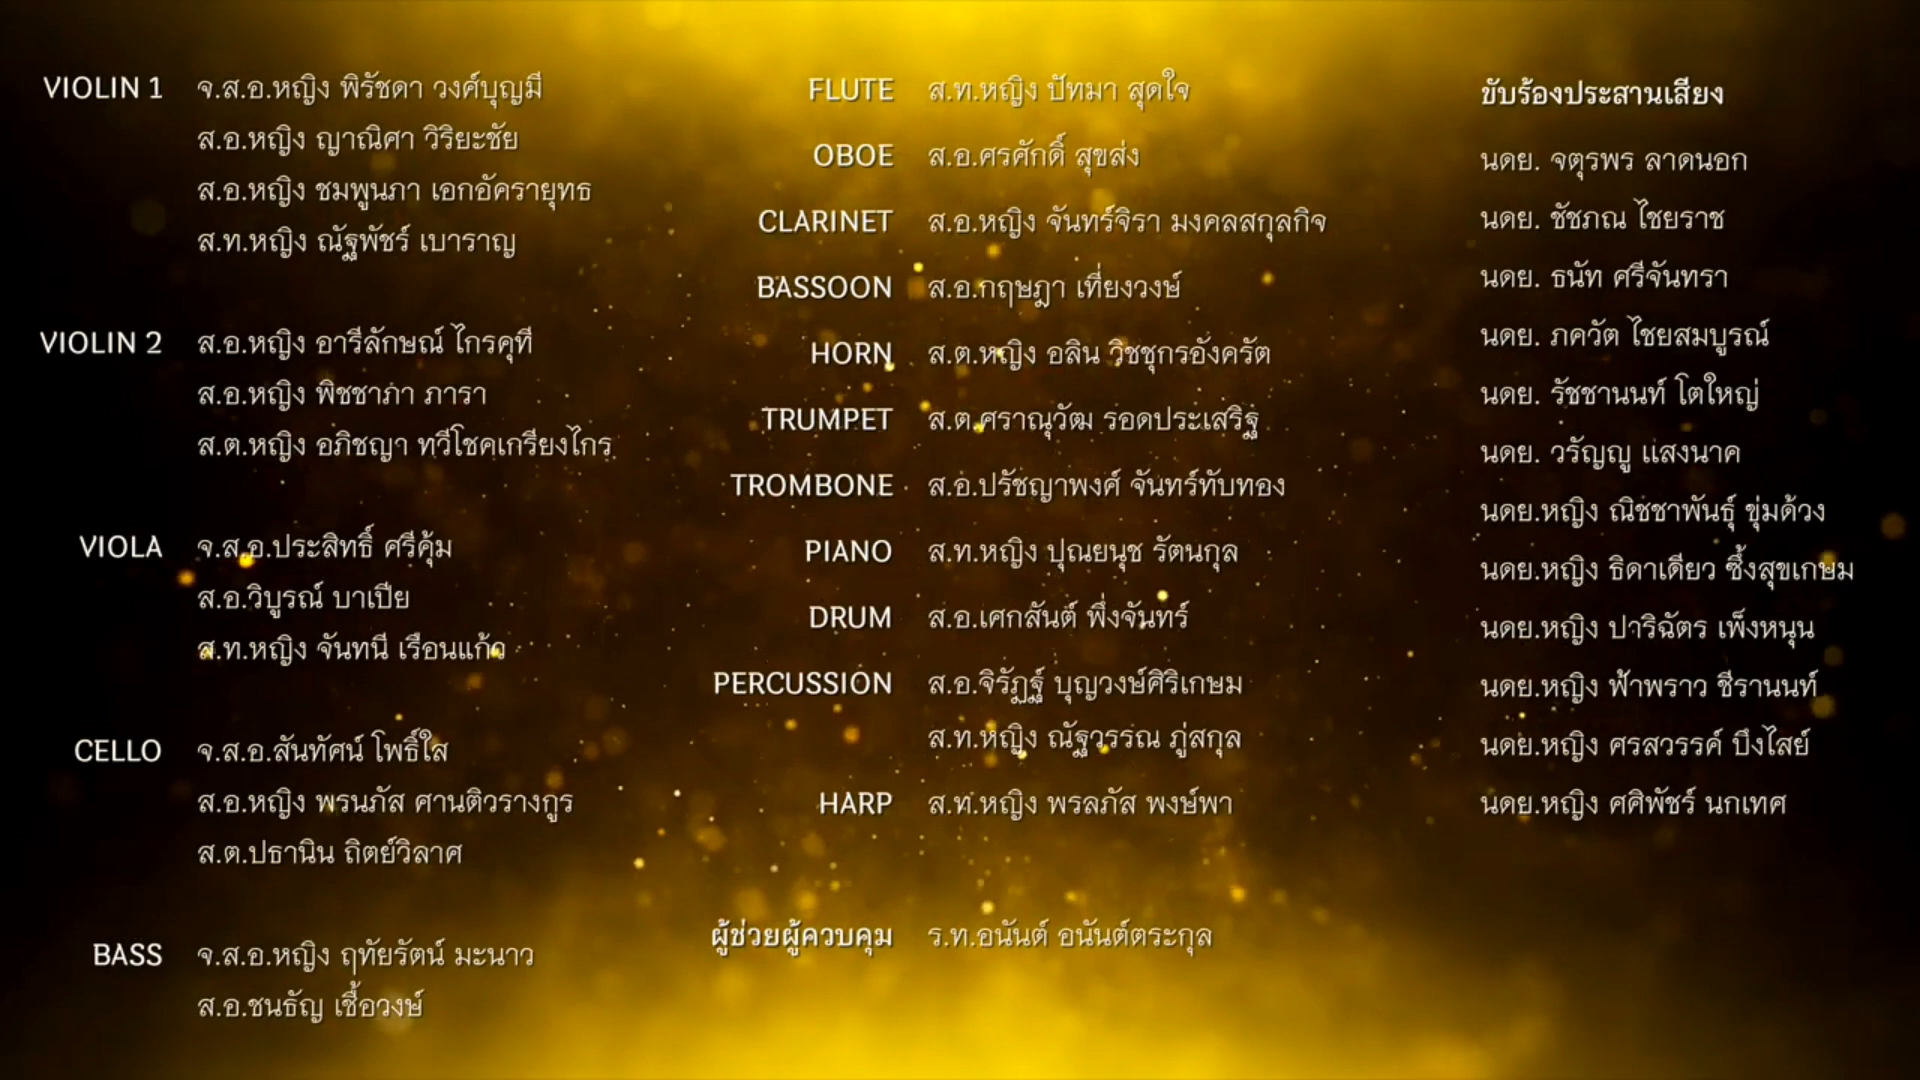 VIOLIN 1 จ.ส.อ.หญิง พิรัชดา วงศ์บุญมี
ส.อ.หญิง ญาณิศา วิริยะชัย
ส.อ.หญิง ชมพูนภา เอกอัครายุทธ
ส.ท.หญิง ณัฐพัชร์ เบาราญ
VIOLIN 2 ส.อ.หญิง อารีลักษณ์ ไกรคุที
ส.อ.หญิง พิชชาภา ภารา
ส.ต.หญิง อภิชญา ทวีโชคเกรียงไกร
VIOLA จ.ส.อ.ประสิทธิ์ ศรีคุ้ม
ส.อ.วิบูรณ์ บาเปีย
ส.ท.หญิง จันทนี เรือนแก้ว
CELLO จ.ส.อ.สันทัศน์ โพธิ์ใส
ส.อ.หญิง พรนภัส ศานติวรางกูร
ส.ต.ปธานิน ถิตย์วิลาศ
BASS จ.ส.อ.หญิง ฤทัยรัตน์ มะนาว
ส.อ.ชนธัญ เชื้อวงษ์
FLUTE ส.ท.หญิง ปัทมา สุดใจ
OBOE ส.อ.ศรศักดิ์ สุขส่ง
CLARINET ส.อ.หญิง จันทร์จิรา มงคลสกุลกิจ
BASSOON ส.อ.กฤษฎา เที่ยงวงษ์
HORN ส.ต.หญิง อลิน วิชชุกรอังครัต
TRUMPET ส.ต.ศราณุวัฒ รอดประเสริฐ
TROMBONE ส.อ.ปรัชญาพงศ์ จันทร์ทับทอง
PIANO ส.ท.หญิง ปุณยนุช รัตนกุล
DRUM ส.อ.เศกสันต์ พึ่งจันทร์
PERCUSSION ส.อ.จิรัฏฐ์ บุญวงษ์ศิริเกษม
ส.ท.หญิง ณัฐวรรณ ภู่สกุล
HARP ส.ท.หญิง พรลภัส พงษ์พา
ผู้ช่วยผู้ควบคุม ร.ท.อนันต์ อนันต์ตระกุล
ขับร้องประสานเสียง
นดย. จตุรพร ลาดนอก
นดย. ชัชภณ ไชยราช
นดย. ธนัท ศรีจันทรา
นดย. ภควัต ไชยสมบูรณ์
นดย. รัชชานนท์ โตใหญ่
นดย. วรัญญู แสงนาค
นดย.หญิง ณิชชาพันธุ์ ขุ่มด้วง
นดย.หญิง ธิดาเดียว ซึ้งสุขเกษม
นดย.หญิง ปาริฉัตร เพ็งหนุน
นดย.หญิง ฟ้าพราว ชีรานนท์
นดย.หญิง ศรสวรรค์ บึงไสย์
นดย.หญิง ศศิพัชร์ นกเทศ